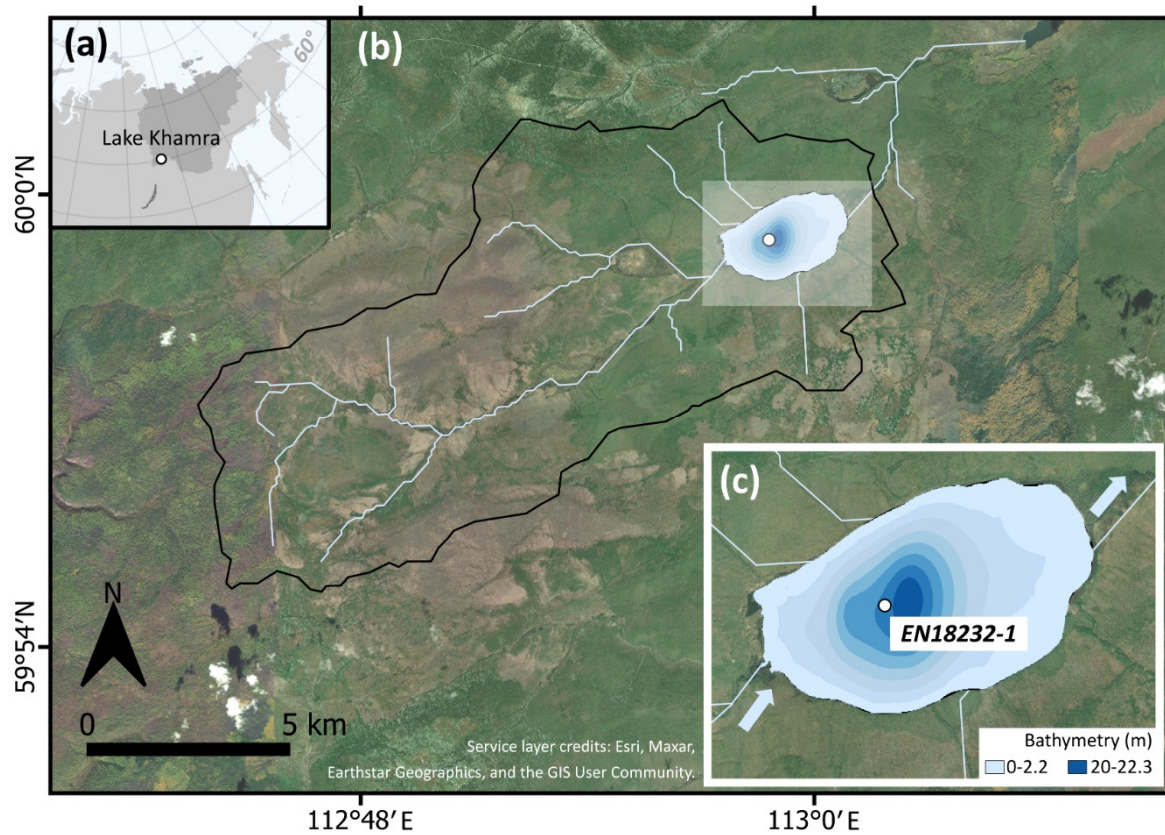 (a)
60°
Lake Khamra
(b)
60°0′N
59°54′N
N
0 5 km
Service layer credits: Esri, Maxar,
Earthstar Geographics, and the GIS User Community.
(c)
EN18232-1
Bathymetry (m)
0-2.2 20-22.3
112°48′E
113°0′E